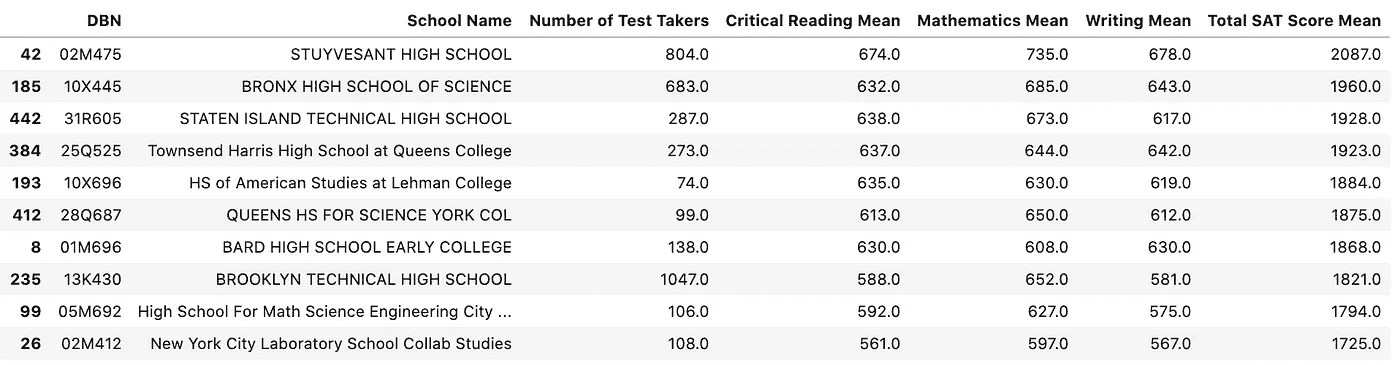 DBN School Name Number of Test Takers Critical Reading Mean Mathematics Mean Writing Mean Total SAT Score Mean
42 02M475 STUYVESANT HIGH SCHOOL 804.0 674.0 735.0 678.0 2087.0
185 10X445 BRONX HIGH SCHOOL OF SCIENCE 683.0 632.0 685.0 643.0 1960.0
442 31R605 STATEN ISLAND TECHNICAL HIGH SCHOOL 287.0 638.0 673.0 617.0 1928.0
384 25Q525 Townsend Harris High School at Queens College 273.0 637.0 644.0 642.0 1923.0
193 10X696 HS of American Studies at Lehman College 74.0 635.0 630.0 619.0 1884.0
412 28Q687 QUEENS HS FOR SCIENCE YORK COL 99.0 613.0 650.0 612.0 1875.0
8 01M696 BARD HIGH SCHOOL EARLY COLLEGE 138.0 630.0 608.0 630.0 1868.0
235 13K430 BROOKLYN TECHNICAL HIGH SCHOOL 1047.0 588.0 652.0 581.0 1821.0
99 05M692 High School For Math Science Engineering City ... 106.0 592.0 627.0 575.0 1794.0
26 02M412 New York City Laboratory School Collab Studies 108.0 561.0 597.0 567.0 1725.0